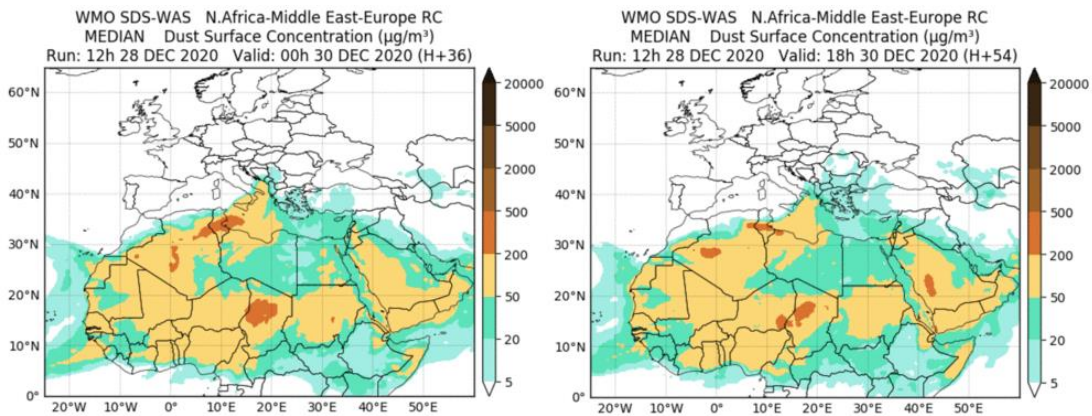 WMO SDS-WAS N.Africa-Middle East-Europe RC
MEDIAN Dust Surface Concentration (µg/m³)
Run: 12h 28 DEC 2020 Valid: 00h 30 DEC 2020 (H+36)
60°N
50°N
40°N
30°N
20°N
10°N
0°
20°W
10°W
0°
10°E
20°E
30°E
40°E
50°E
20000
5000
2000
500
200
50
20
5
WMO SDS-WAS N.Africa-Middle East-Europe RC
MEDIAN Dust Surface Concentration (µg/m³)
Run: 12h 28 DEC 2020 Valid: 18h 30 DEC 2020 (H+54)
60°N
50°N
40°N
30°N
20°N
10°N
0°
20°W
10°W
0°
10°E
20°E
30°E
40°E
50°E
20000
5000
2000
500
200
50
20
5